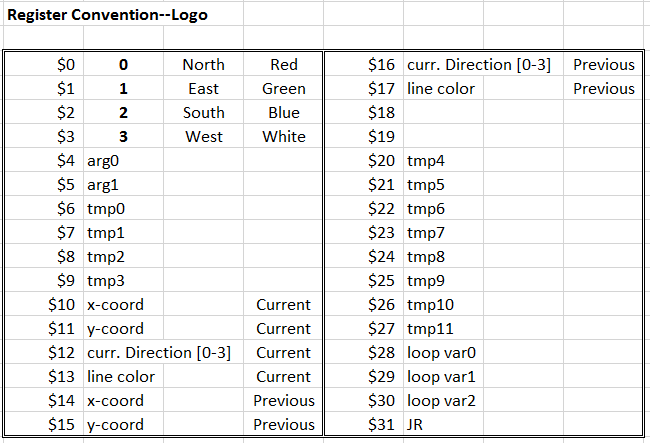 Register Convention--Logo
$0 0 North Red $16 curr. Direction [0-3] Previous
$1 1 East Green $17 line color Previous
$2 2 South Blue $18
$3 3 West White $19
$4 arg0 $20 tmp4
$5 arg1 $21 tmp5
$6 tmp0 $22 tmp6
$7 tmp1 $23 tmp7
$8 tmp2 $24 tmp8
$9 tmp3 $25 tmp9
$10 x-coord Current $26 tmp10
$11 y-coord Current $27 tmp11
$12 curr. Direction [0-3] Current $28 loop var0
$13 line color Current $29 loop var1
$14 x-coord Previous $30 loop var2
$15 y-coord Previous $31 JR